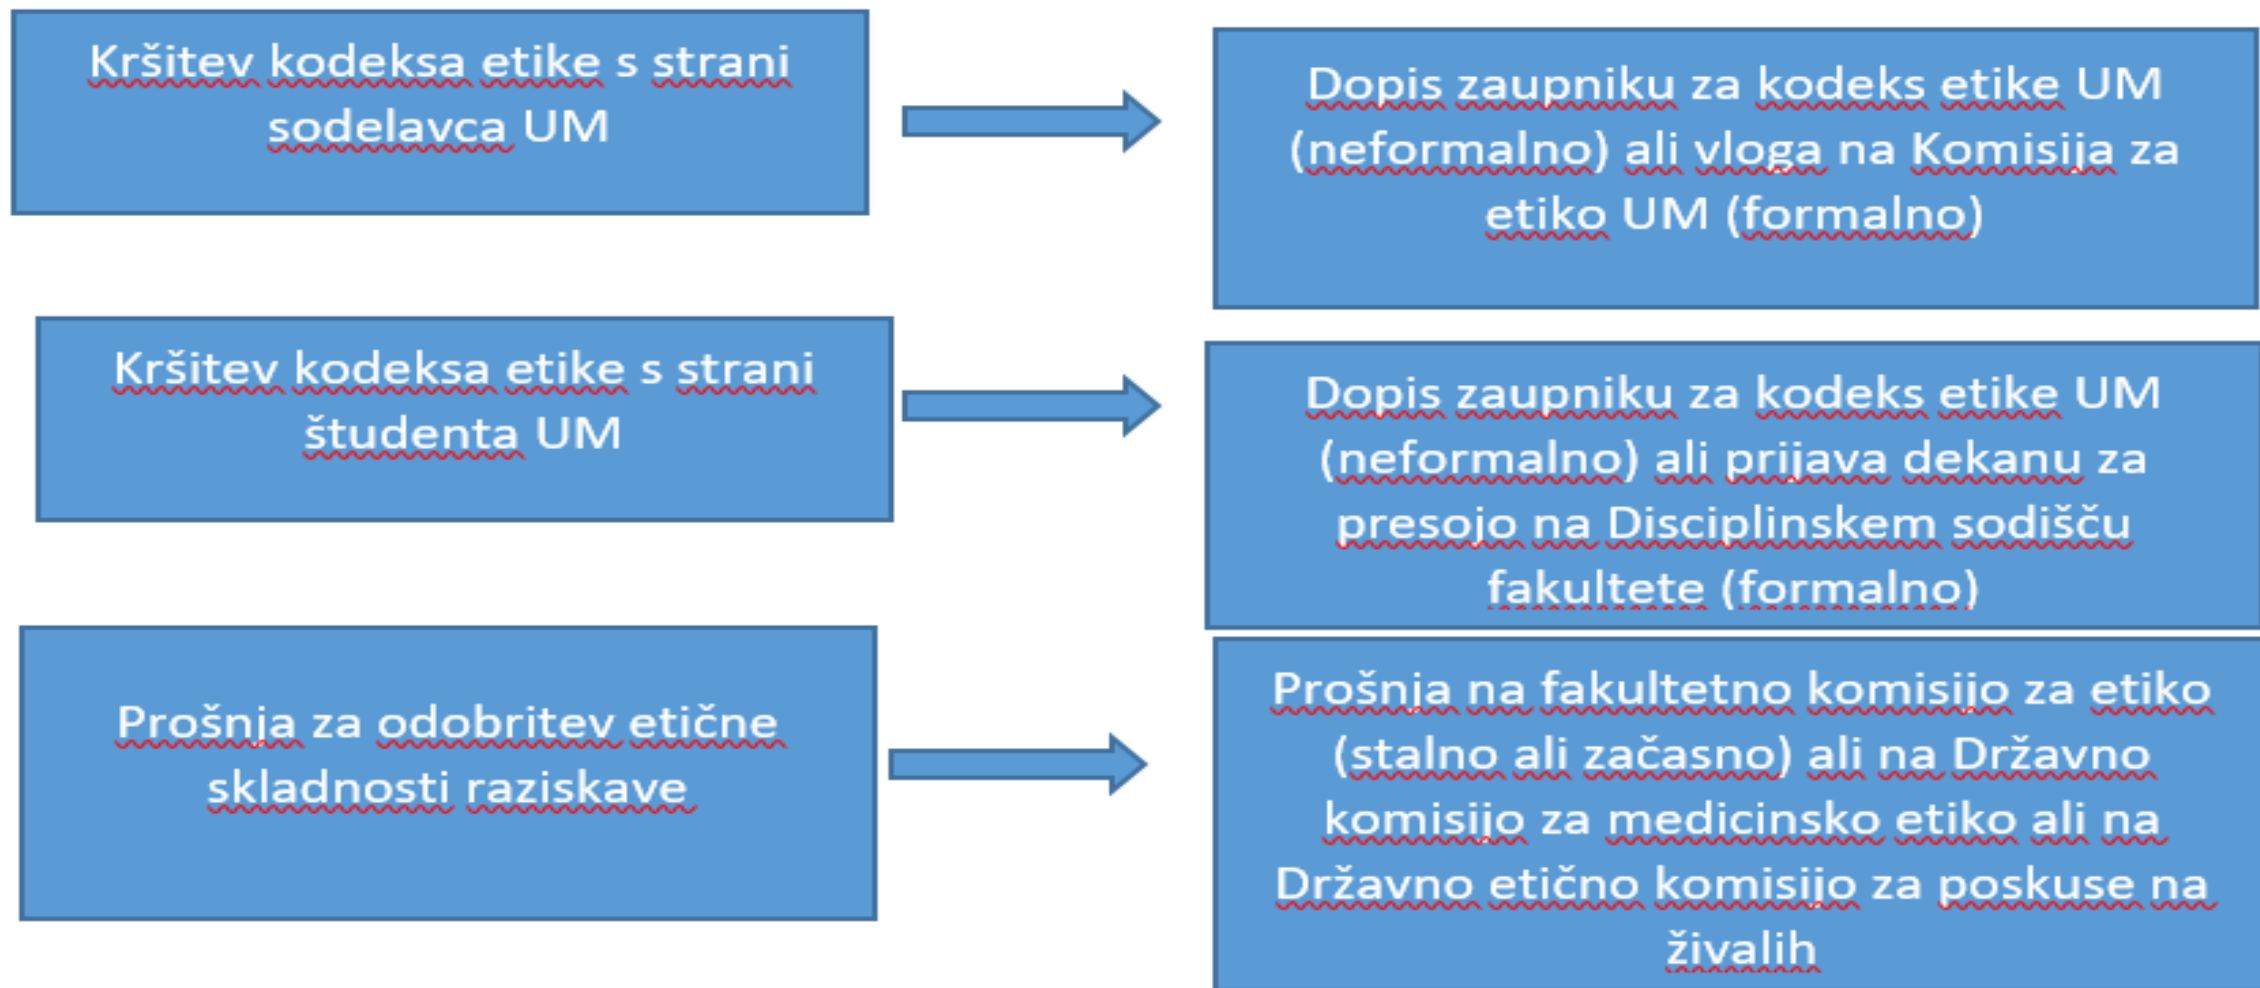 Kršitev kodeksa etike s strani
sodelavca UM
Dopis zaupniku za kodeks etike UM
(neformalno) ali vloga na Komisija za
etiko UM (formalno)
Kršitev kodeksa etike s strani
študenta UM
Dopis zaupniku za kodeks etike UM
(neformalno) ali prijava dekanu za
presojo na Disciplinskem sodišču
fakultete (formalno)
Prošnja za odobritev etične
skladnosti raziskave
Prošnja na fakultetno komisijo za etiko
(stalno ali začasno) ali na Državno
komisijo za medicinsko etiko ali na
Državno etično komisijo za poskuse na
živalih